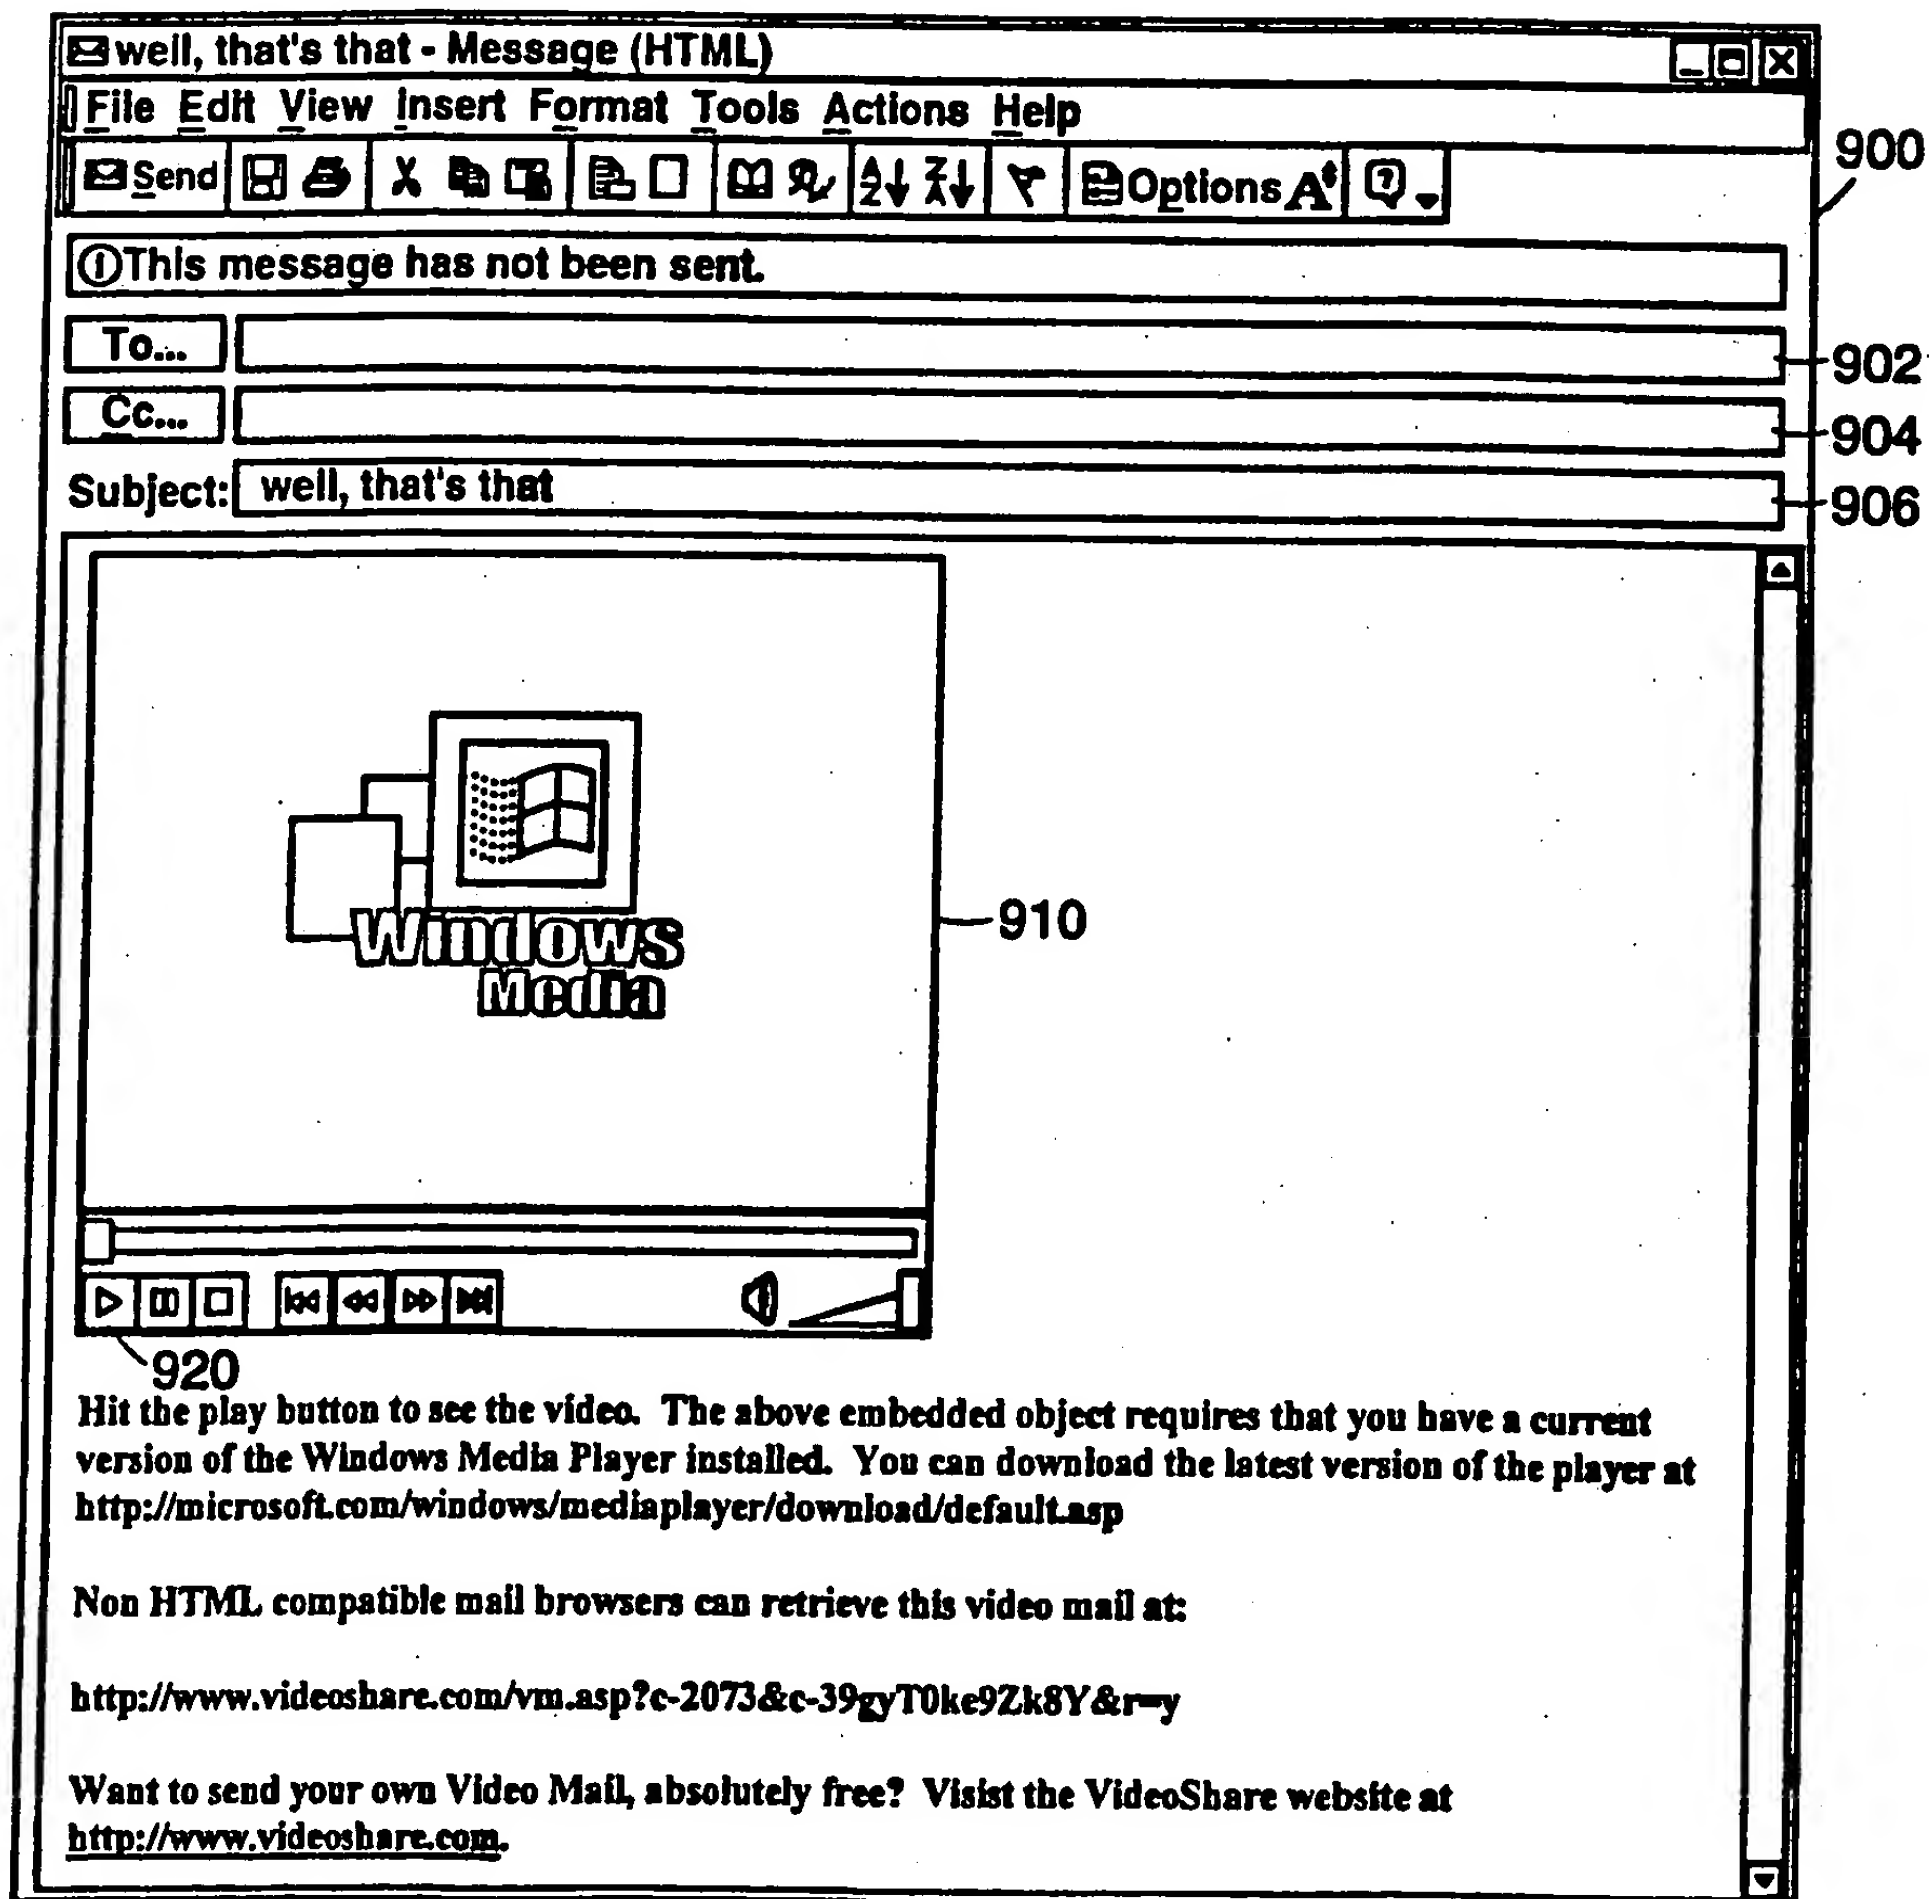 well, that's that - Message (HTML)
File Edit View Insert Format Tools Actions Help
900
Send Options A
This message has not been sent.
To... 902
Cc... 904
Subject: well, that's that 906
Windows
Media
910
920
Hit the play button to see the video. The above embedded object requires that you have a current
version of the Windows Media Player installed. You can download the latest version of the player at
http://microsoft.com/windows/mediaplayer/download/default.asp
Non HTML compatible mail browsers can retrieve this video mail at:
http://www.videoshare.com/vm.asp?c-2073&c-39gyT0ke9Zk8Y&r=y
Want to send your own Video Mail, absolutely free? Visist the VideoShare website at
http://www.videoshare.com.